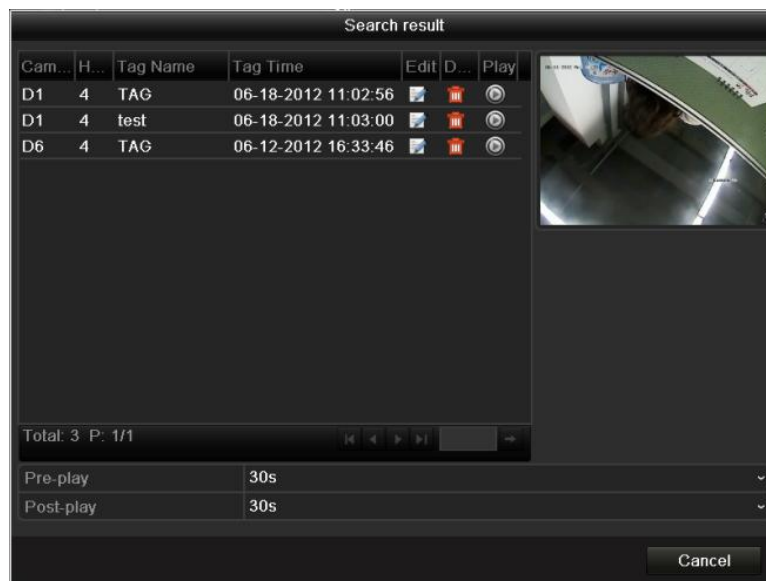 Search result
Cam... H... Tag Name Tag Time Edit D... Play
D1 4 TAG 06-18-2012 11:02:56
D1 4 test 06-18-2012 11:03:00
D6 4 TAG 06-12-2012 16:33:46
Total: 3 P: 1/1
Pre-play 30s
Post-play 30s
Cancel